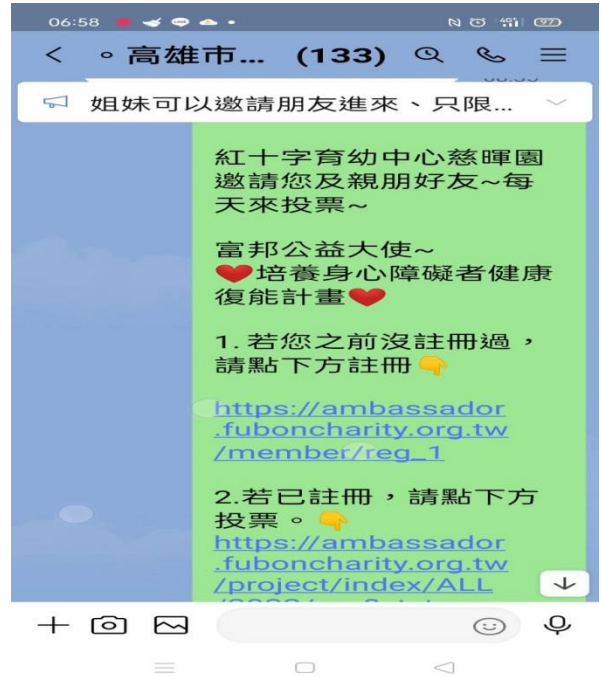 06:58
4G 97
< 。高雄市... (133)
姐妹可以邀請朋友進來、只限...
紅十字育幼中心慈暉園
邀請您及親朋好友~每
天來投票~
富邦公益大使~
❤️培養身心障礙者健康
復能計畫❤️
1. 若您之前沒註冊過，
請點下方註冊👇
https://ambassador
.fuboncharity.org.tw
/member/reg_1
2.若已註冊，請點下方
投票。👇
https://ambassador
.fuboncharity.org.tw
/project/index/ALL